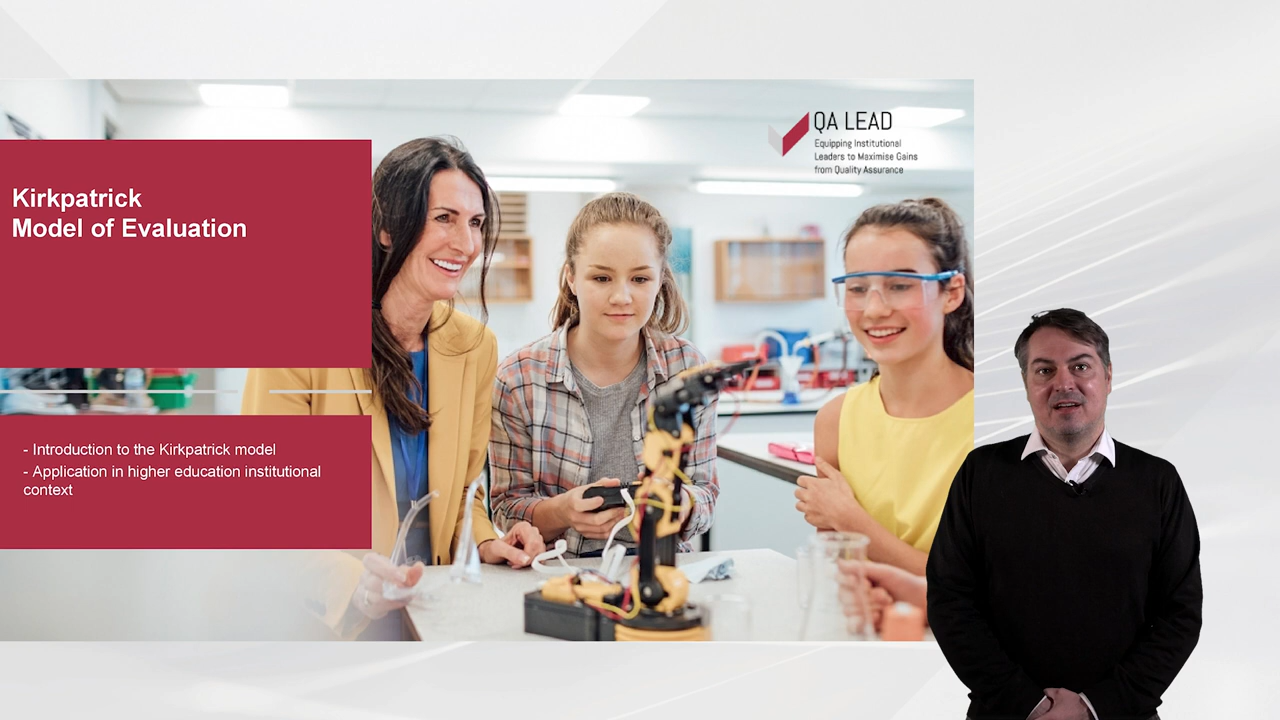 QA LEAD
Equipping Institutional
Leaders to Maximise Gains
from Quality Assurance
Kirkpatrick
Model of Evaluation
- Introduction to the Kirkpatrick model
- Application in higher education institutional
context